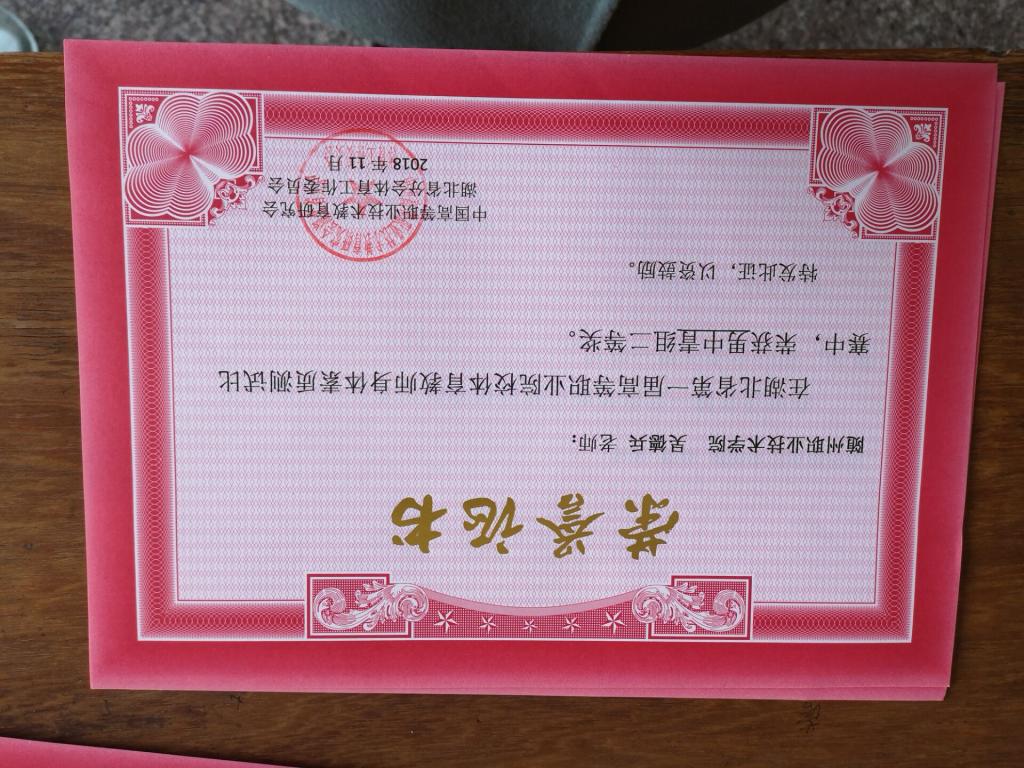 荣誉证书
随州职业技术学院 吴德兵 老师：
在湖北省第一届高等职业院校体育教师身体素质测试比
赛中，荣获男中青组二等奖。
特发此证，以资鼓励。
中国高等职业技术教育研究会
湖北省分会体育工作委员会
2018年11月